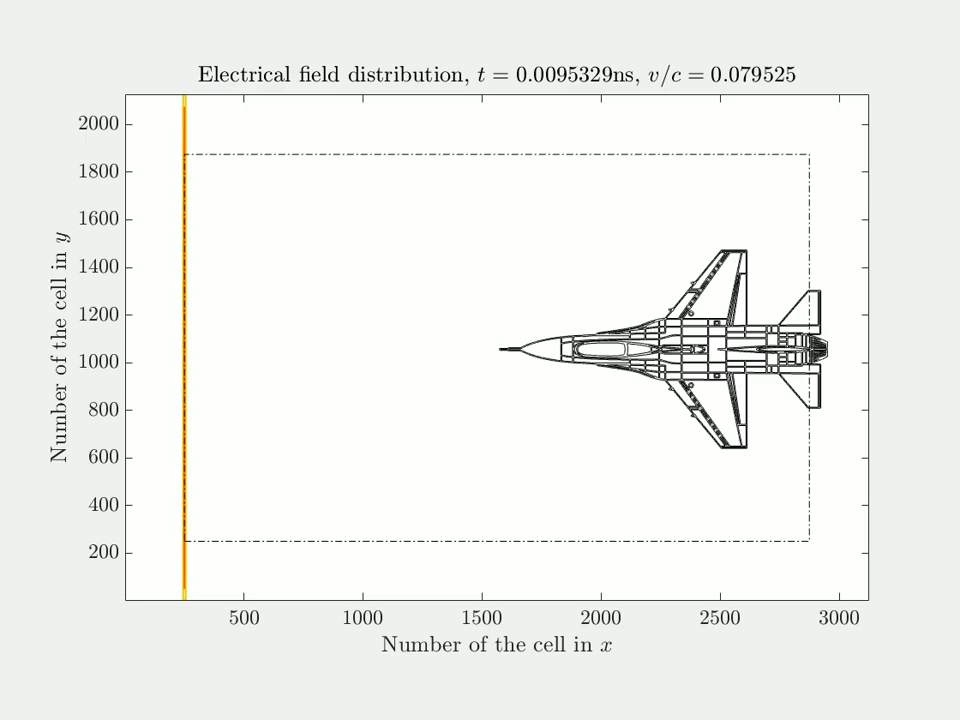 Electrical field distribution, t = 0.0095329ns, v/c = 0.079525
2000
1800
1600
1400
1200
1000
800
600
400
200
Number of the cell in y
500 1000 1500 2000 2500 3000
Number of the cell in x